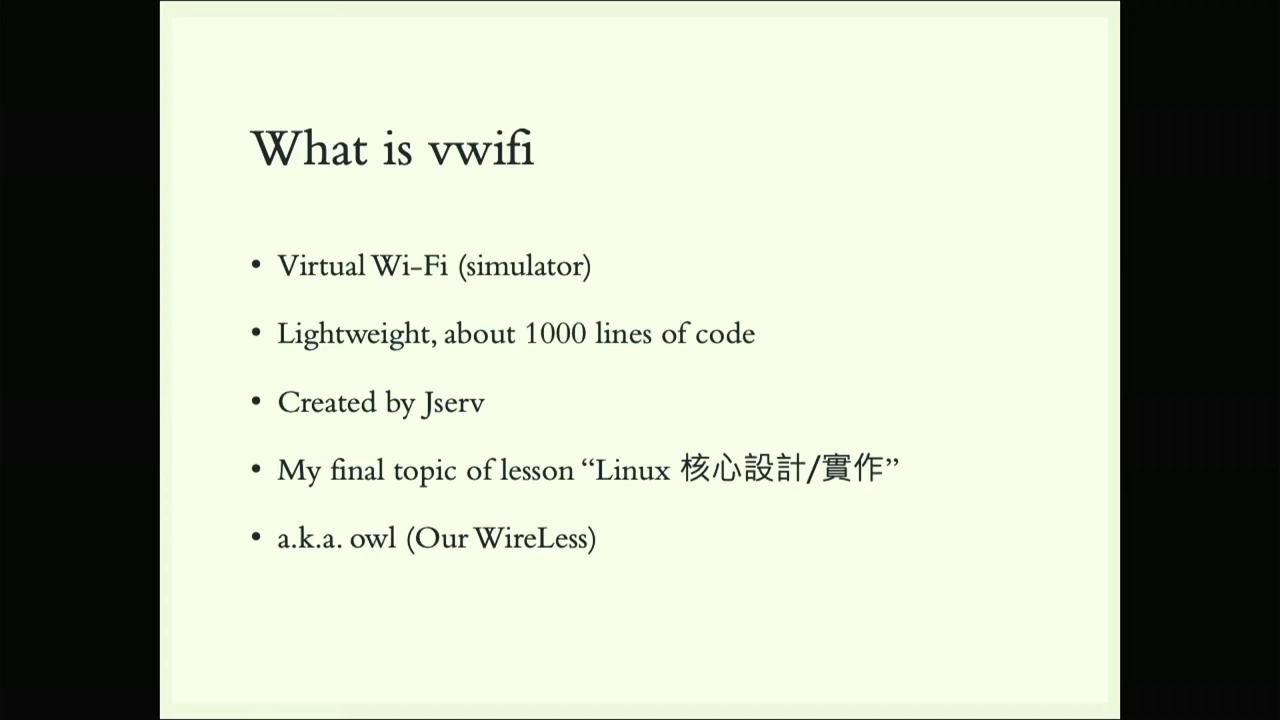 What is vwifi
• Virtual Wi-Fi (simulator)
• Lightweight, about 1000 lines of code
• Created by Jserv
• My final topic of lesson “Linux 核心設計/實作”
• a.k.a. owl (Our WireLess)